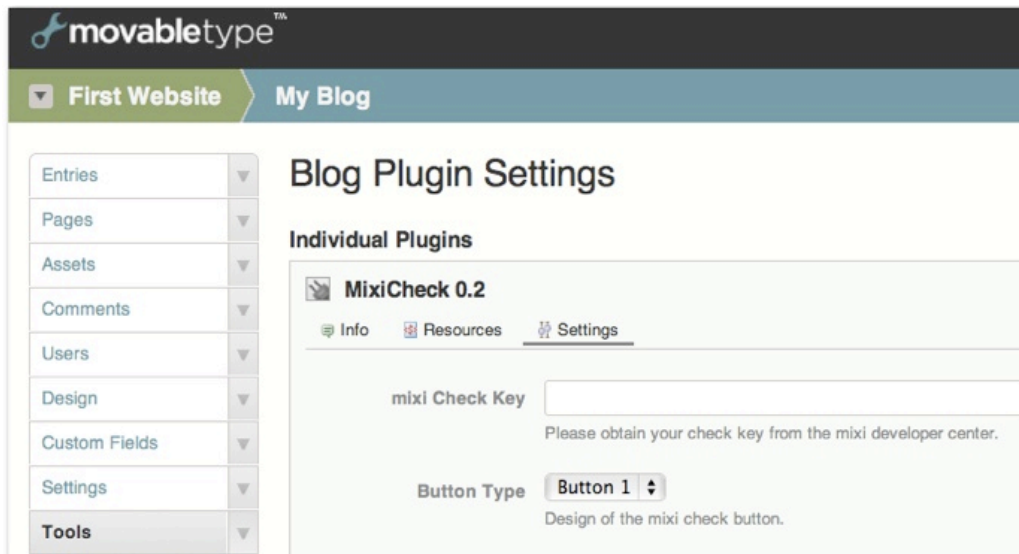 movabletype™
First Website
My Blog
Entries
Pages
Assets
Comments
Users
Design
Custom Fields
Settings
Tools
Blog Plugin Settings
Individual Plugins
MixiCheck 0.2
Info Resources Settings
mixi Check Key
Please obtain your check key from the mixi developer center.
Button Type Button 1
Design of the mixi check button.